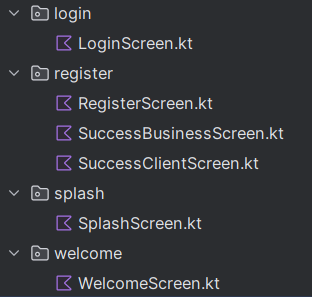 login
LoginScreen.kt
register
RegisterScreen.kt
SuccessBusinessScreen.kt
SuccessClientScreen.kt
splash
SplashScreen.kt
welcome
WelcomeScreen.kt